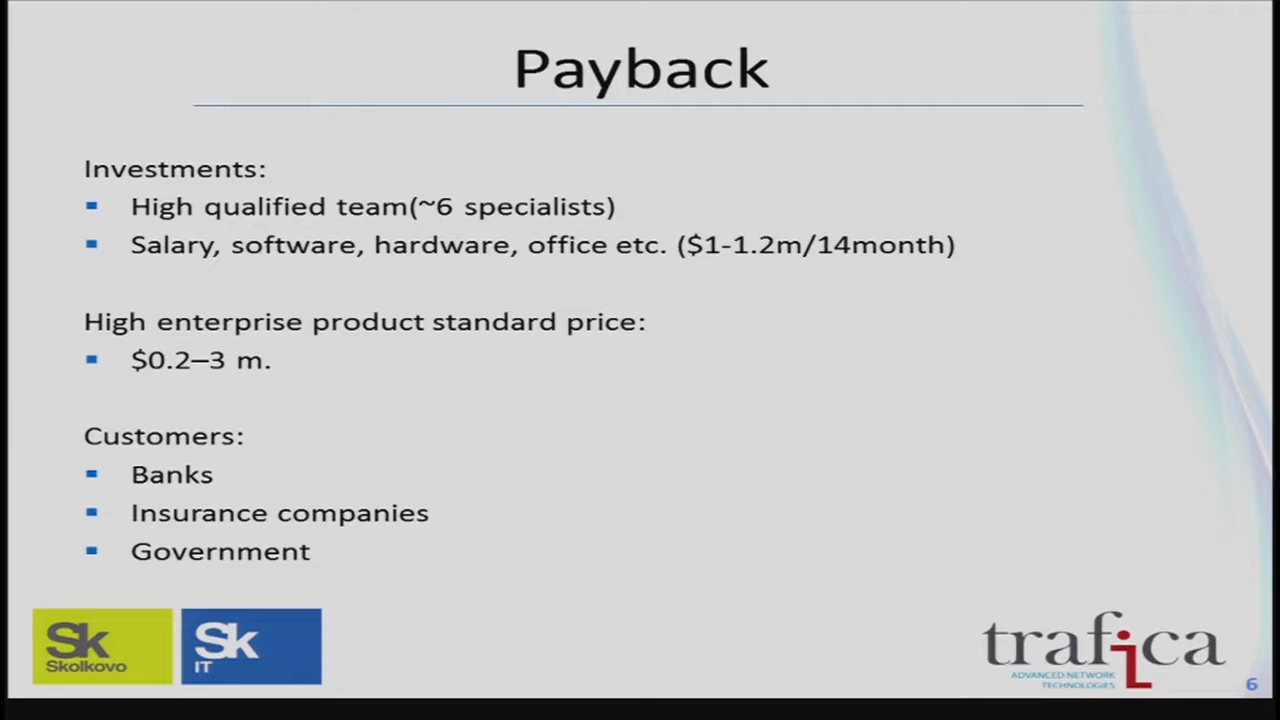 Payback
Investments:
High qualified team(~6 specialists)
Salary, software, hardware, office etc. ($1-1.2m/14month)
High enterprise product standard price:
$0.2–3 m.
Customers:
Banks
Insurance companies
Government
Sk
Skolkovo
Sk
IT
trafica
ADVANCED NETWORK
TECHNOLOGIES
6